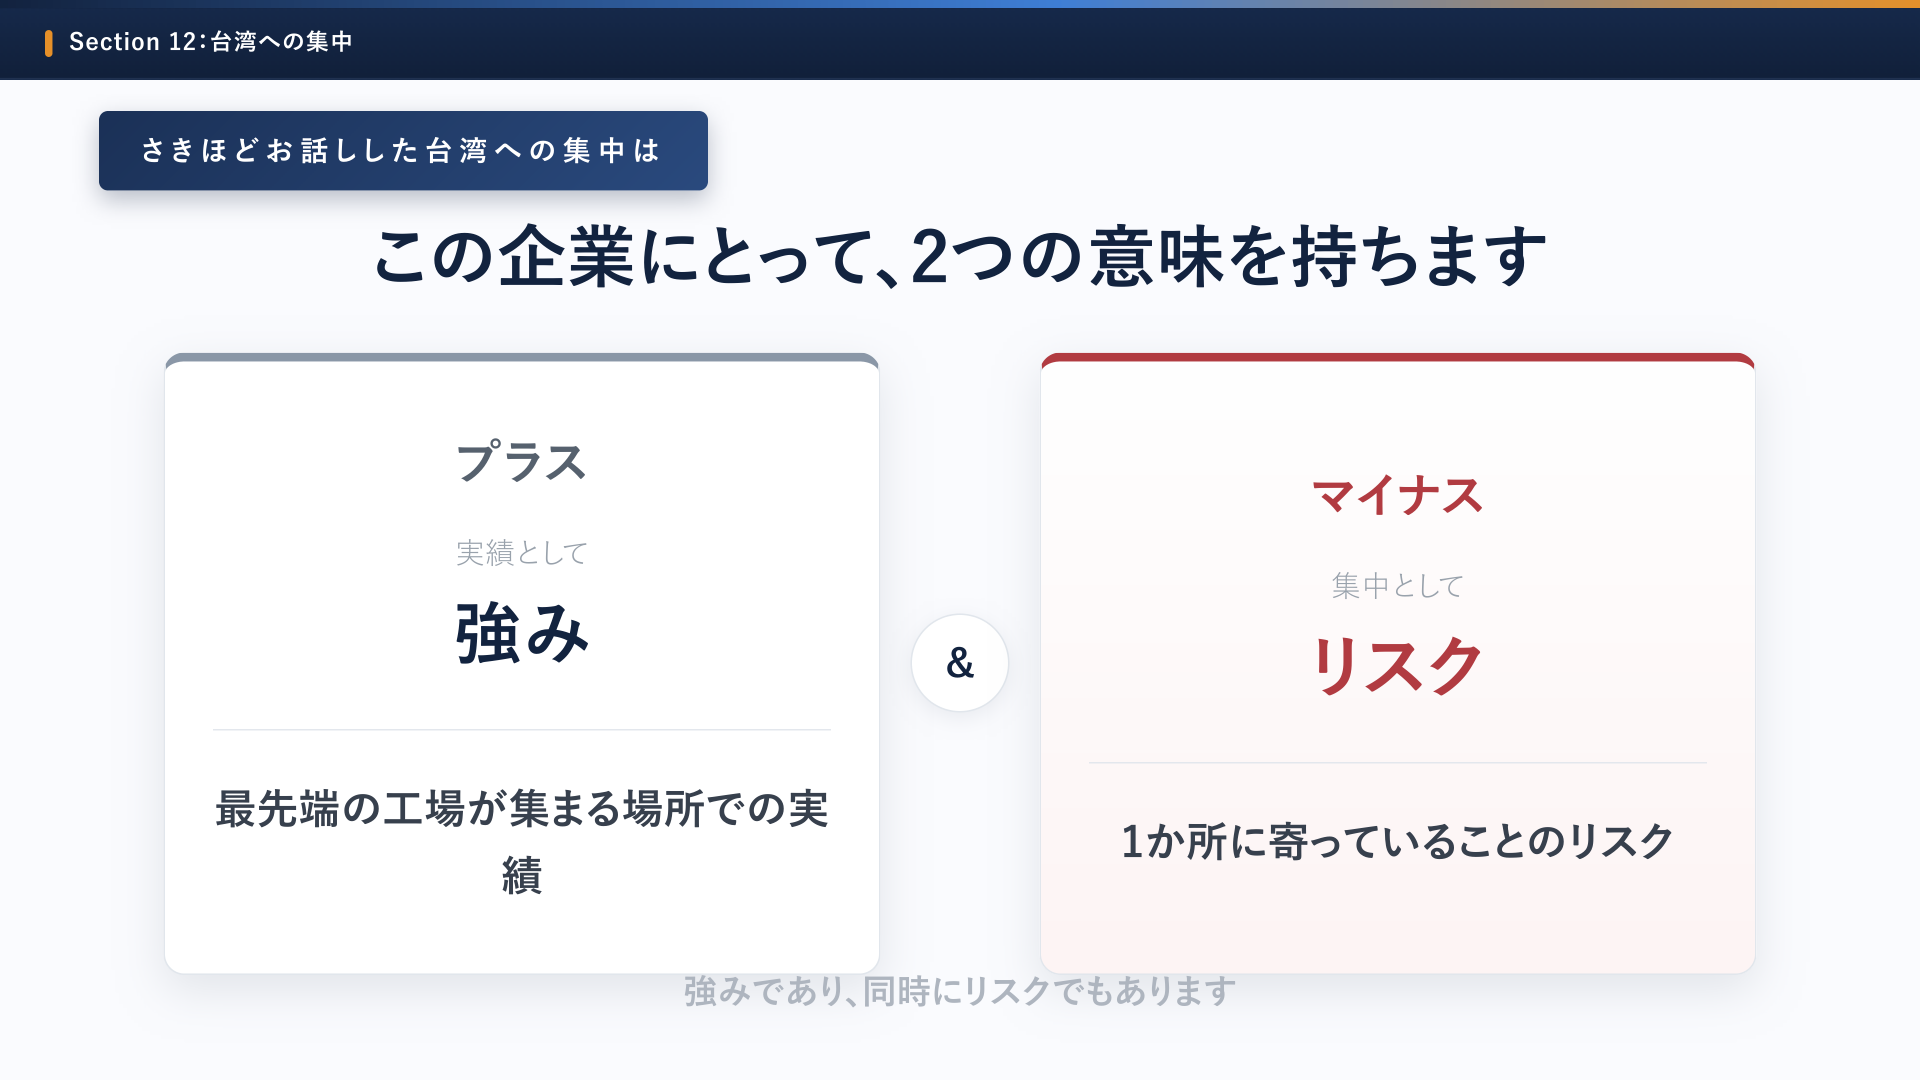 Section 12：台湾への集中
さきほどお話しした台湾への集中は
この企業にとって、2つの意味を持ちます
プラス
実績として
強み
最先端の工場が集まる場所での実
績
&
マイナス
集中として
リスク
1か所に寄っていることのリスク
強みであり、同時にリスクでもあります